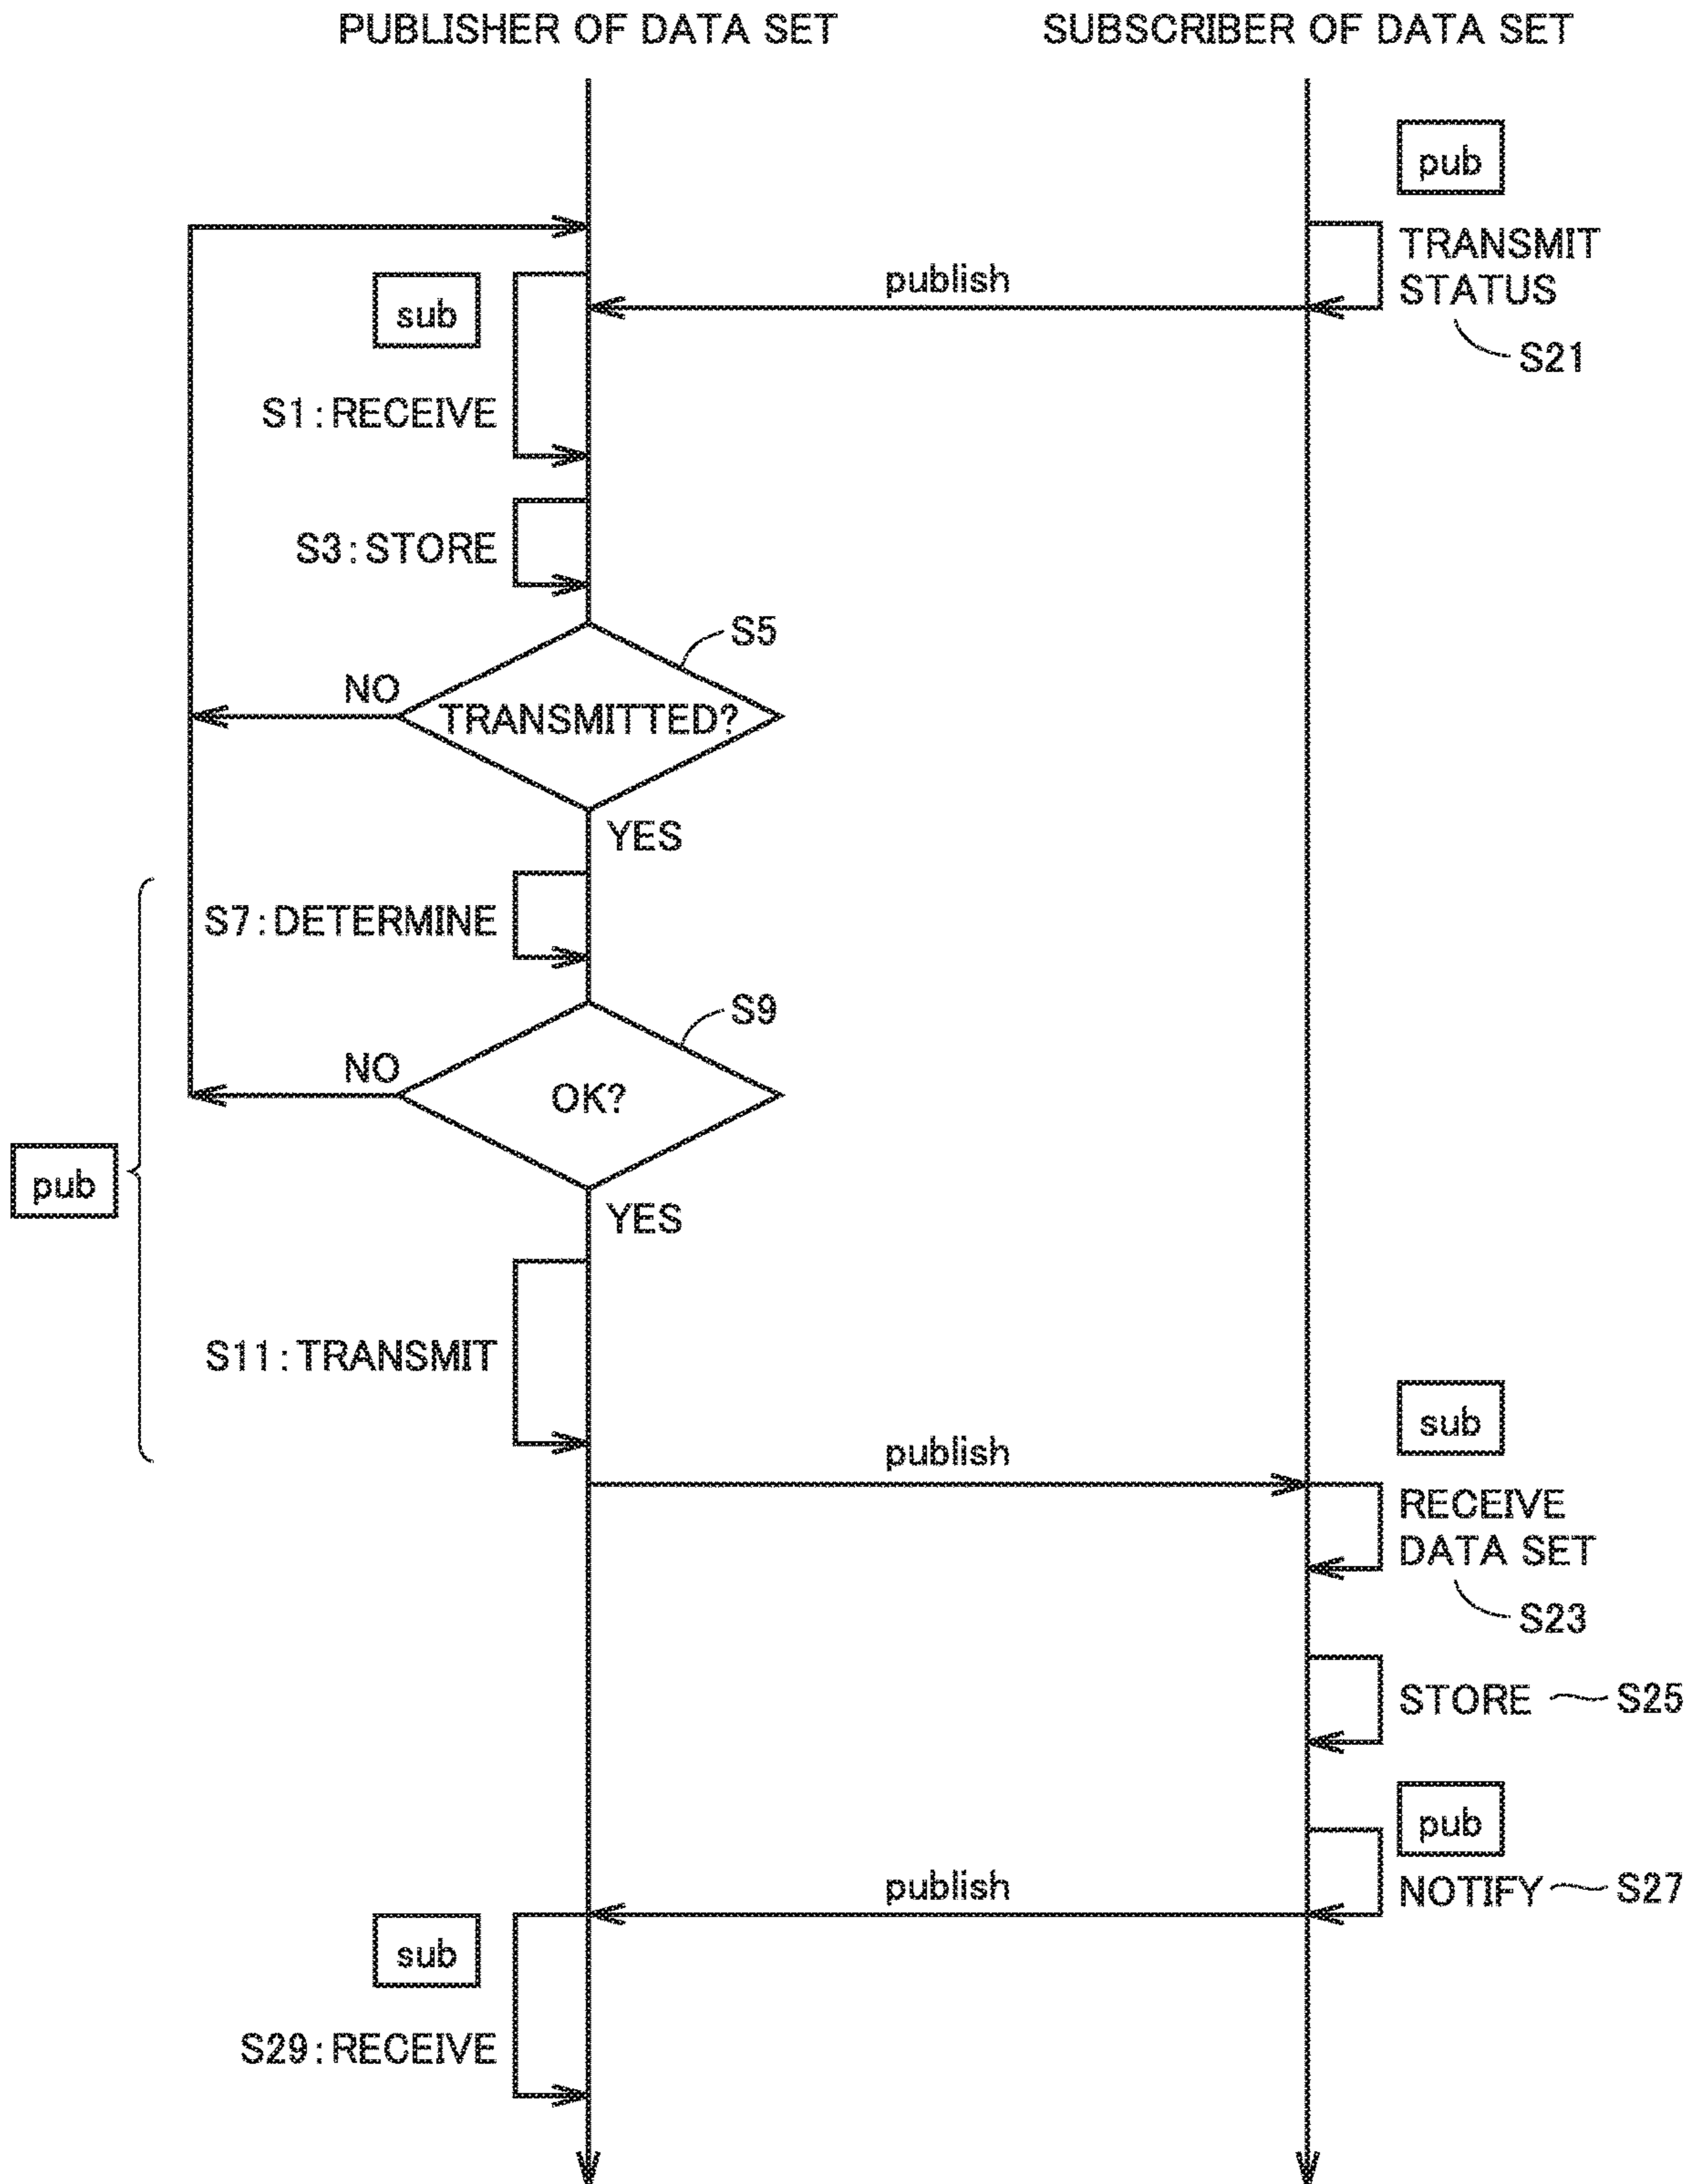 PUBLISHER OF DATA SET
SUBSCRIBER OF DATA SET
pub
TRANSMIT
STATUS
S21
publish
sub
S1:RECEIVE
S3:STORE
S5
NO
TRANSMITTED?
YES
S7:DETERMINE
S9
NO
OK?
pub
YES
S11:TRANSMIT
sub
publish
RECEIVE
DATA SET
S23
STORE
S25
pub
NOTIFY
S27
publish
sub
S29:RECEIVE